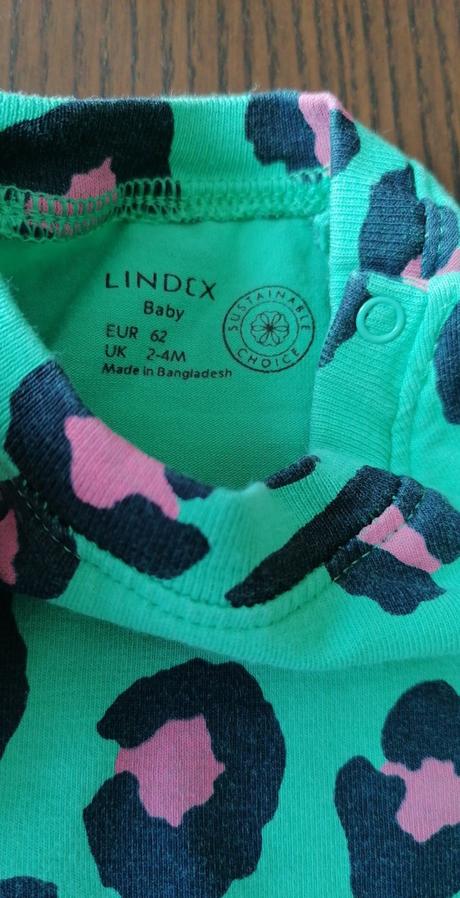 LINDEX
Baby
EUR 62
UK 2-4M
Made in Bangladesh
SUSTAINABLE
CHOICE